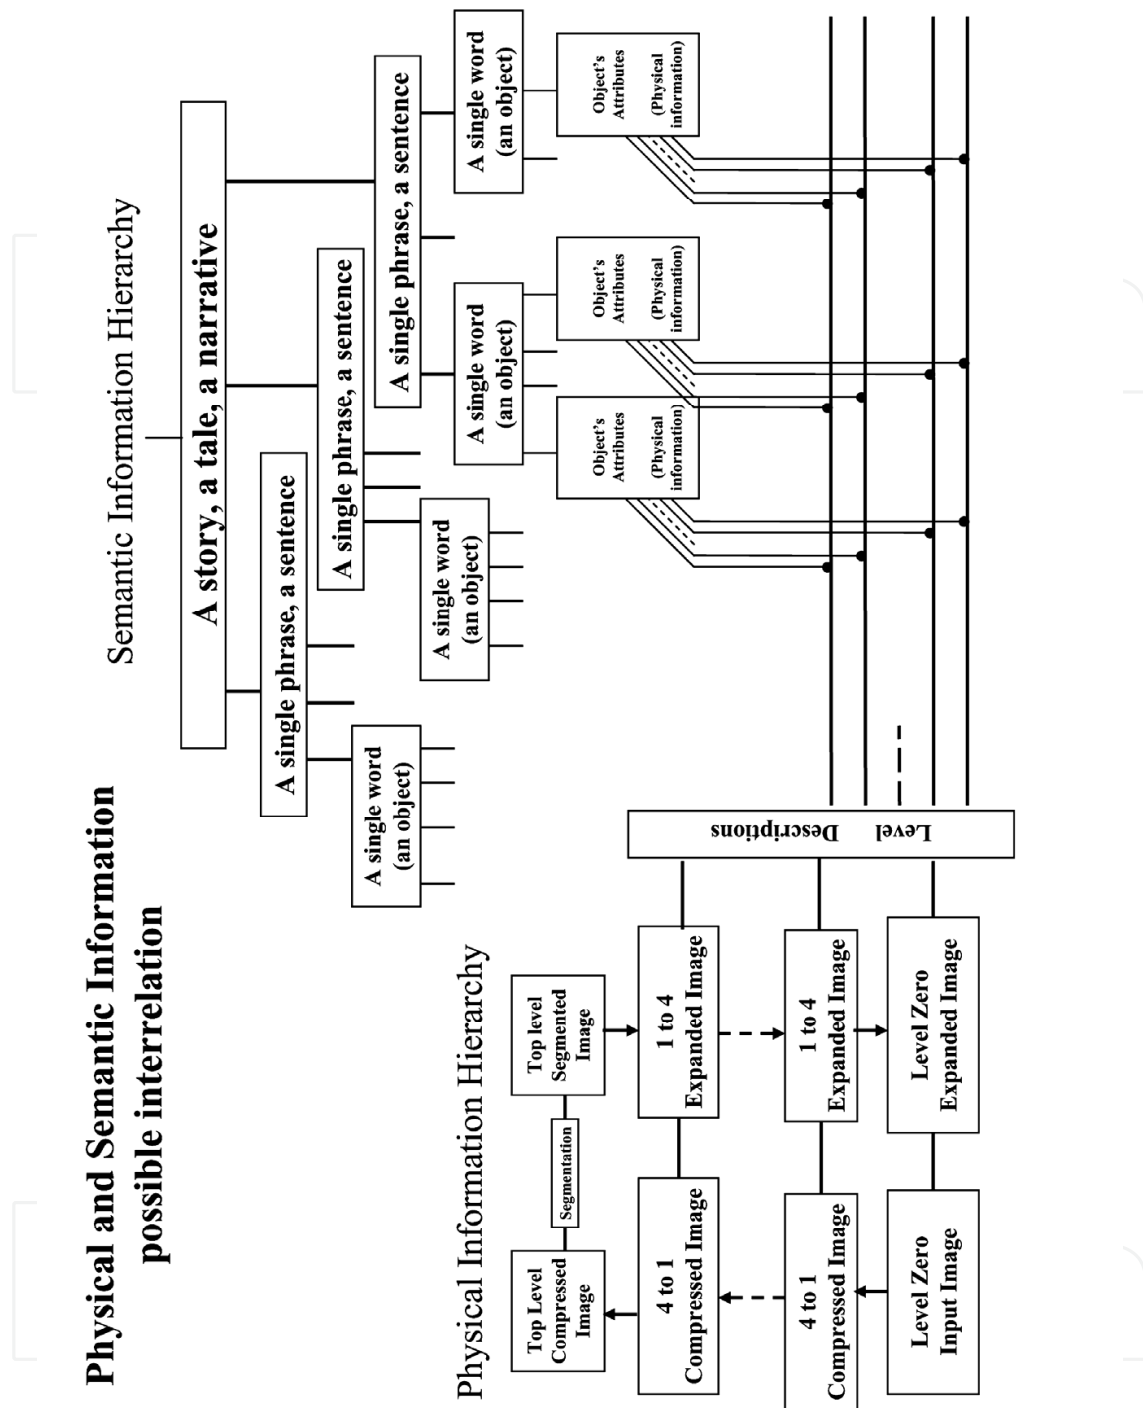 Physical and Semantic Information
possible interrelation
Semantic Information Hierarchy
A story, a tale, a narrative
A single phrase, a sentence
A single phrase, a sentence
A single phrase, a sentence
A single word
(an object)
A single word
(an object)
A single word
(an object)
A single word
(an object)
Object's
Attributes
(Physical
information)
Object's
Attributes
(Physical
information)
Object's
Attributes
(Physical
information)
Physical Information Hierarchy
Top Level
Compressed
Image
Segmentation
Top level
Segmented
Image
4 to 1
Compressed Image
1 to 4
Expanded Image
4 to 1
Compressed Image
1 to 4
Expanded Image
Level Zero
Input Image
Level Zero
Expanded Image
Level Descriptions